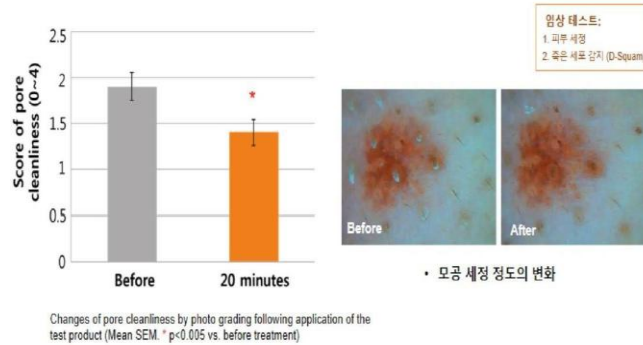 임상 테스트:
1. 피부 세정
2. 죽은 세포 감지 (D-Squam
Score of pore
cleanliness (0~4)
2.5
2
1.5
1
0.5
0
*
Before
20 minutes
Before
After
• 모공 세정 정도의 변화
Changes of pore cleanliness by photo grading following application of the
test product (Mean SEM. * p<0.005 vs. before treatment)